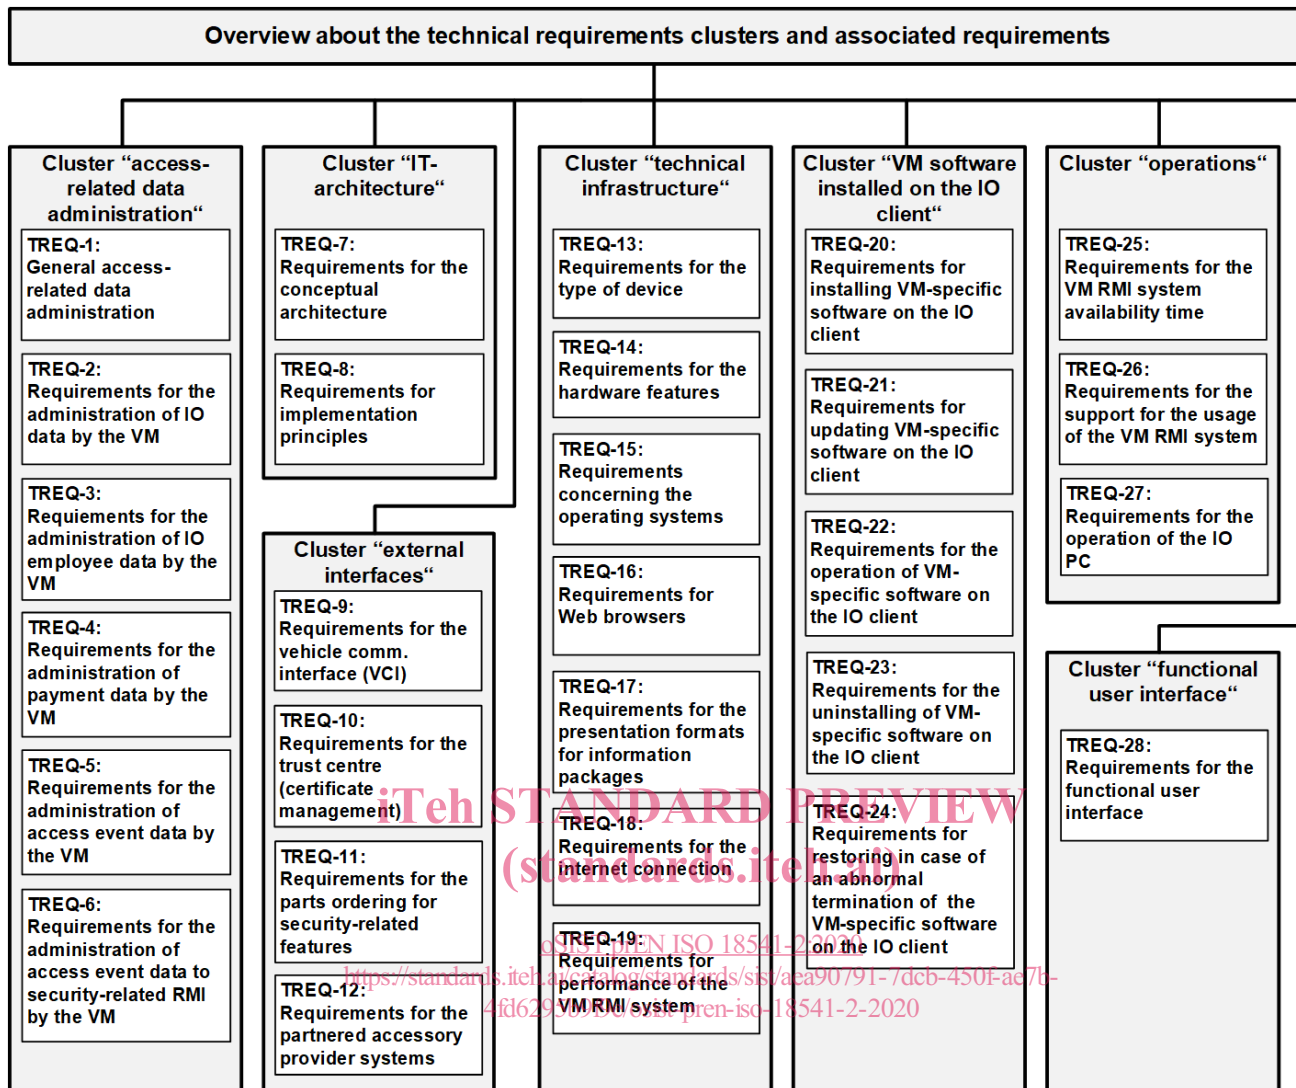 Overview about the technical requirements clusters and associated requirements
Cluster “access-
related data
administration“
TREQ-1:
General access-
related data
administration
TREQ-2:
Requirements for the
administration of IO
data by the VM
TREQ-3:
Requiements for the
administration of IO
employee data by the
VM
TREQ-4:
Requirements for the
administration of
payment data by the
VM
TREQ-5:
Requirements for the
administration of
access event data by
the VM
TREQ-6:
Requirements for the
administration of
access event data to
security-related RMI
by the VM
Cluster “IT-
architecture“
TREQ-7:
Requirements for the
conceptual
architecture
TREQ-8:
Requirements for
implementation
principles
Cluster “external
interfaces“
TREQ-9:
Requirements for the
vehicle comm.
interface (VCI)
TREQ-10:
Requirements for the
trust centre
(certificate
management)
TREQ-11:
Requirements for the
parts ordering for
security-related
features
TREQ-12:
Requirements for the
partnered accessory
provider systems
Cluster “technical
infrastructure“
TREQ-13:
Requirements for the
type of device
TREQ-14:
Requirements for the
hardware features
TREQ-15:
Requirements
concerning the
operating systems
TREQ-16:
Requirements for
Web browsers
TREQ-17:
Requirements for the
presentation formats
for information
packages
TREQ-18:
Requirements for the
internet connection
TREQ-19:
Requirements for
performance of the
VM RMI system
Cluster “VM software
installed on the IO
client“
TREQ-20:
Requirements for
installing VM-specific
software on the IO
client
TREQ-21:
Requirements for
updating VM-specific
software on the IO
client
TREQ-22:
Requirements for the
operation of VM-
specific software on
the IO client
TREQ-23:
Requirements for the
uninstalling of VM-
specific software on
the IO client
TREQ-24:
Requirements for
restoring in case of
an abnormal
termination of the
VM-specific software
on the IO client
Cluster “operations“
TREQ-25:
Requirements for the
VM RMI system
availability time
TREQ-26:
Requirements for the
support for the usage
of the VM RMI system
TREQ-27:
Requirements for the
operation of the IO
PC
Cluster “functional
user interface“
TREQ-28:
Requirements for the
functional user
interface
iTeh STANDARD PREVIEW
(standards.iteh.ai)
oSIST prEN ISO 18541-2:2020
https://standards.iteh.ai/catalog/standards/sist/aea90791-7dcb-450f-ae7b-